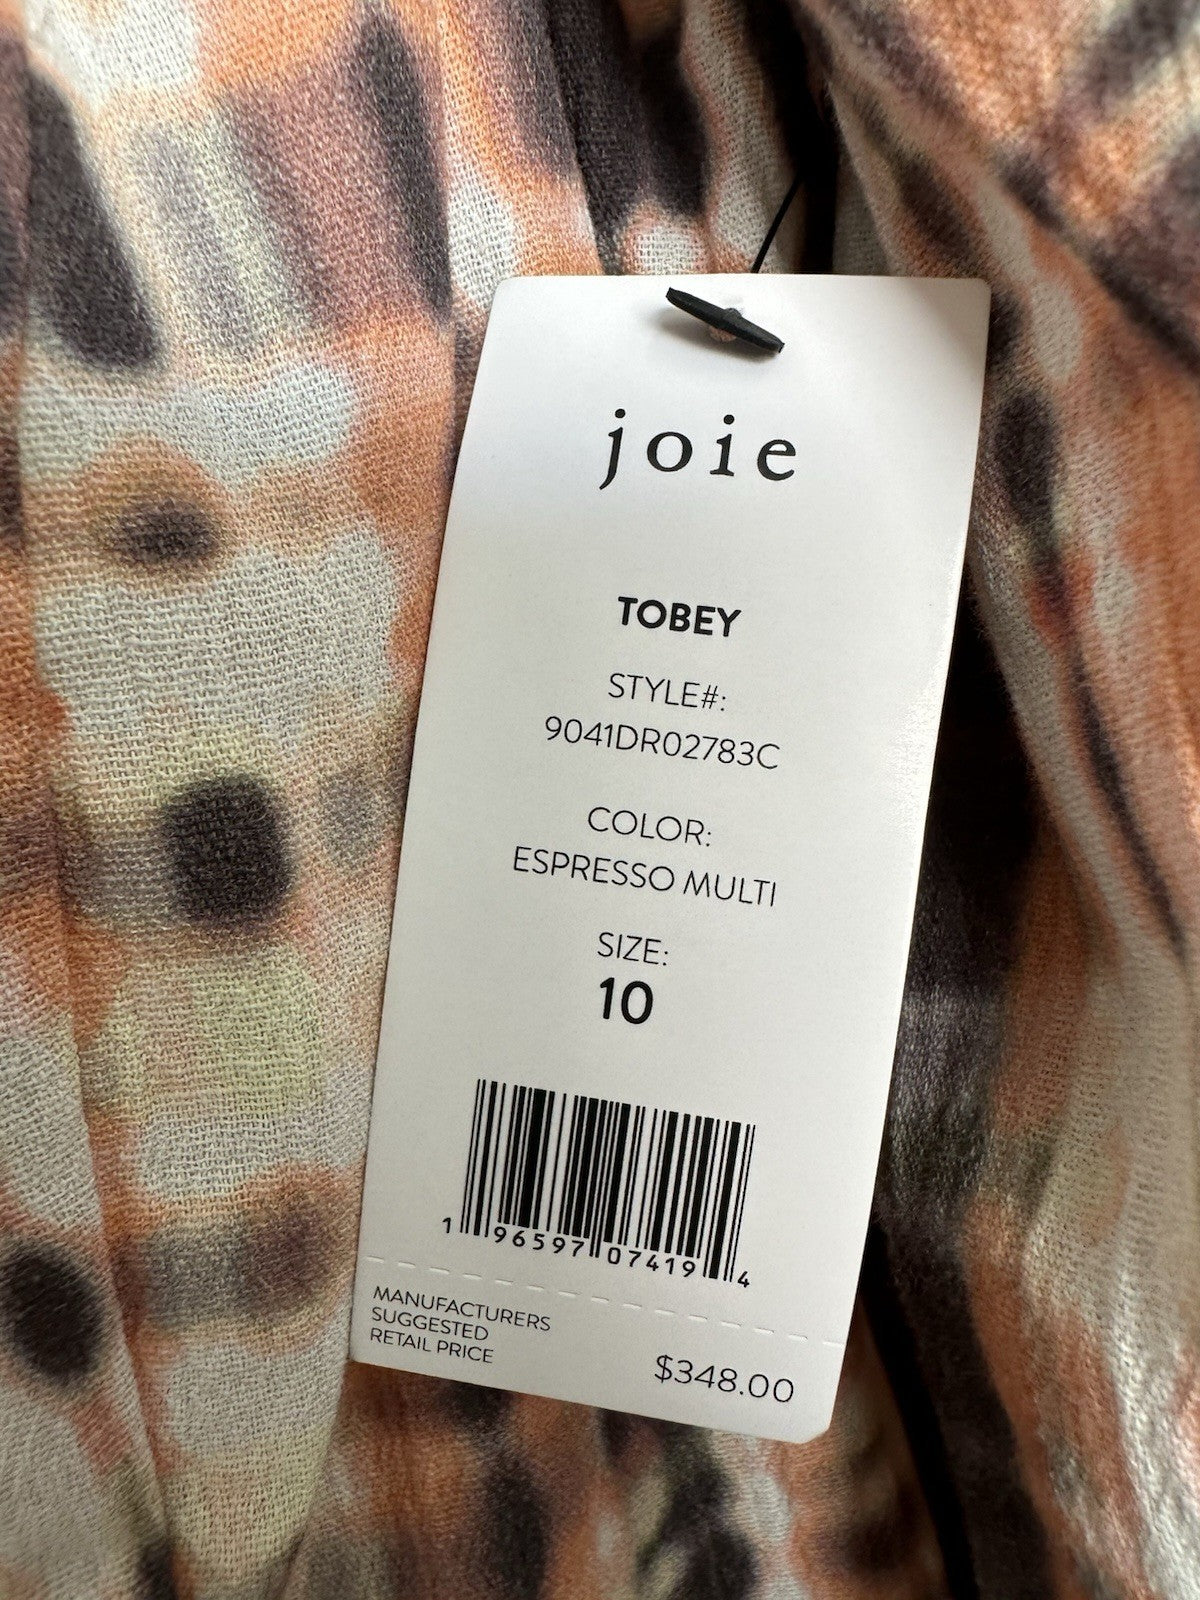 joie
TOBEY
STYLE#:
9041DR02783C
COLOR:
ESPRESSO MULTI
SIZE:
10
1 96597 07419 4
MANUFACTURERS
SUGGESTED
RETAIL PRICE
$348.00